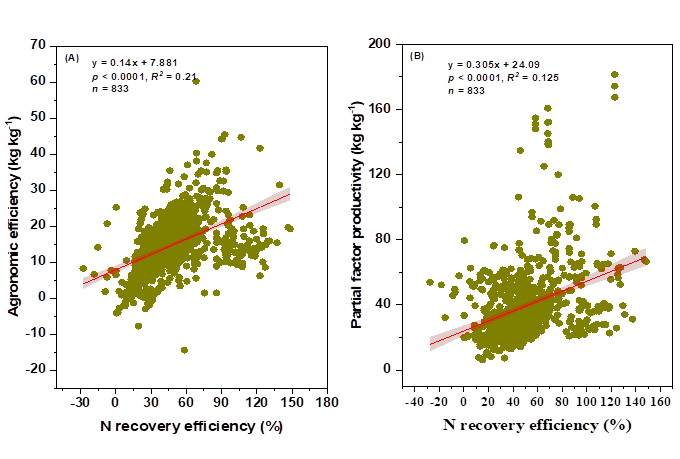 (A)
y = 0.14x + 7.881
p < 0.0001, R² = 0.21
n = 833
Agronomic efficiency (kg kg⁻¹)
70
60
50
40
30
20
10
0
-10
-20
-30 0 30 60 90 120 150 180
N recovery efficiency (%)
(B)
y = 0.305x + 24.09
p < 0.0001, R² = 0.125
n = 833
Partial factor productivity (kg kg⁻¹)
200
160
120
80
40
0
-40 -20 0 20 40 60 80 100 120 140 160
N recovery efficiency (%)